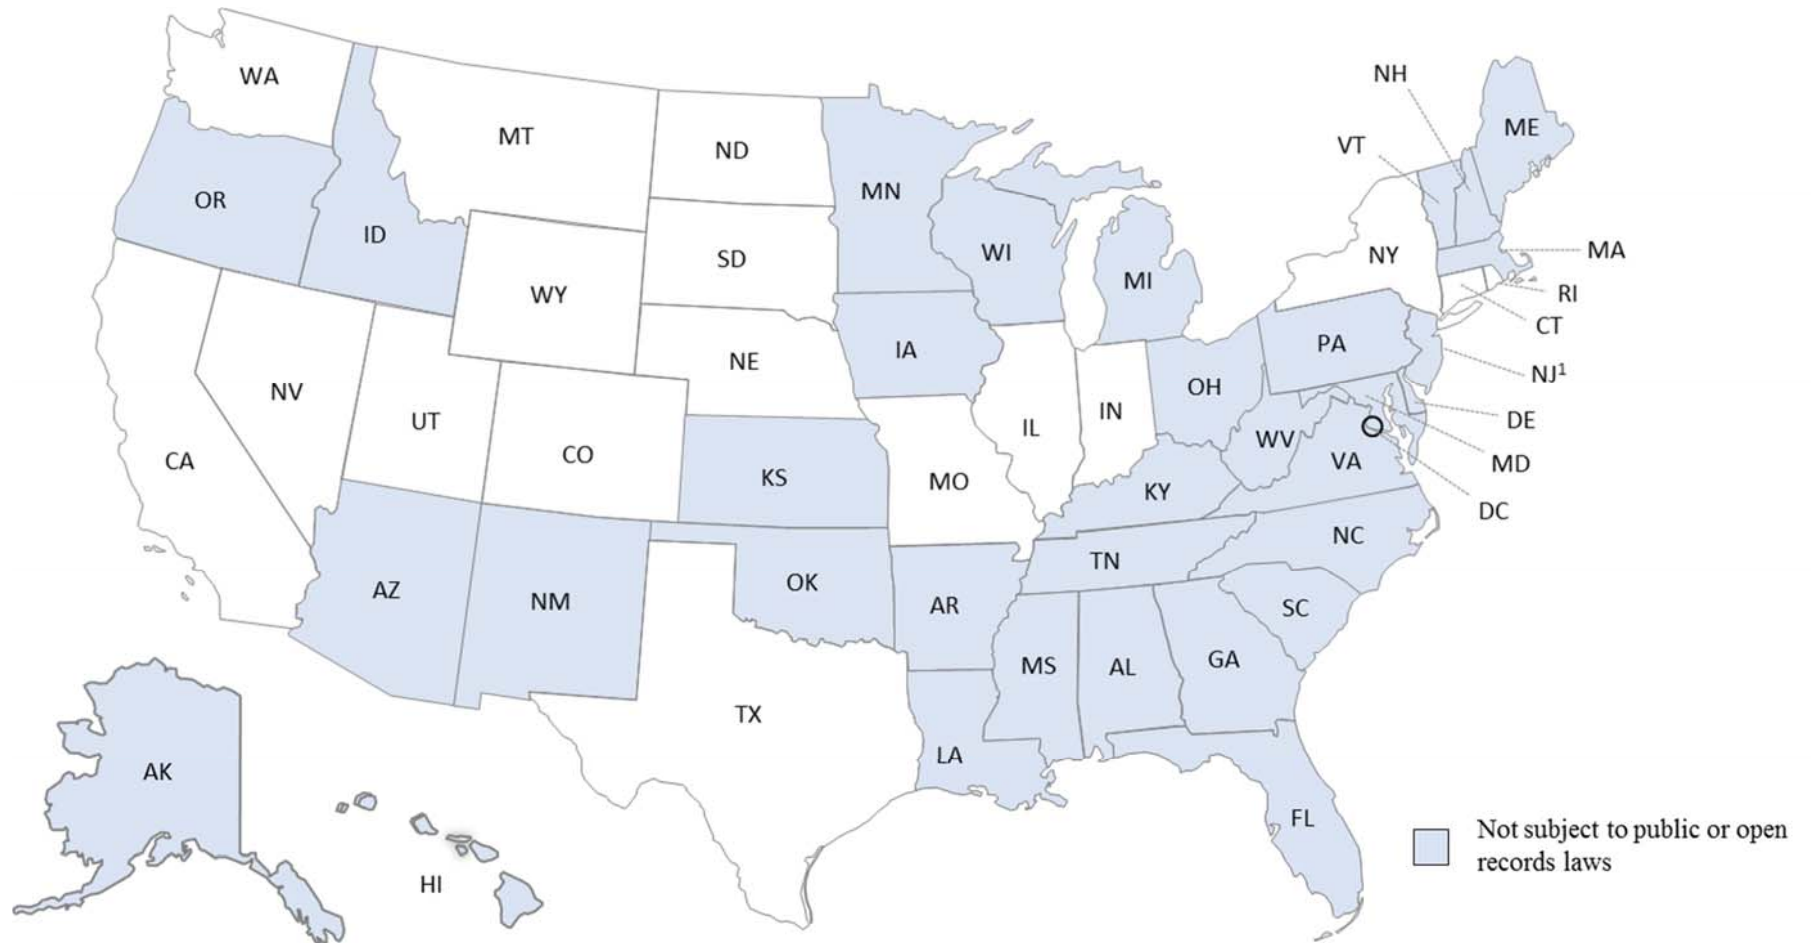 WA
NH
ME
MT
VT
ND
MN
OR
ID
WI
MA
NY
SD
MI
WY
RI
CT
PA
IA
NE
NJ¹
OH
NV
IN
DE
UT
IL
WV
CO
CA
VA
MD
KS
MO
KY
DC
NC
TN
OK
AZ
NM
AR
SC
GA
MS
AL
TX
LA
AK
FL
HI
Not subject to public or open
records laws